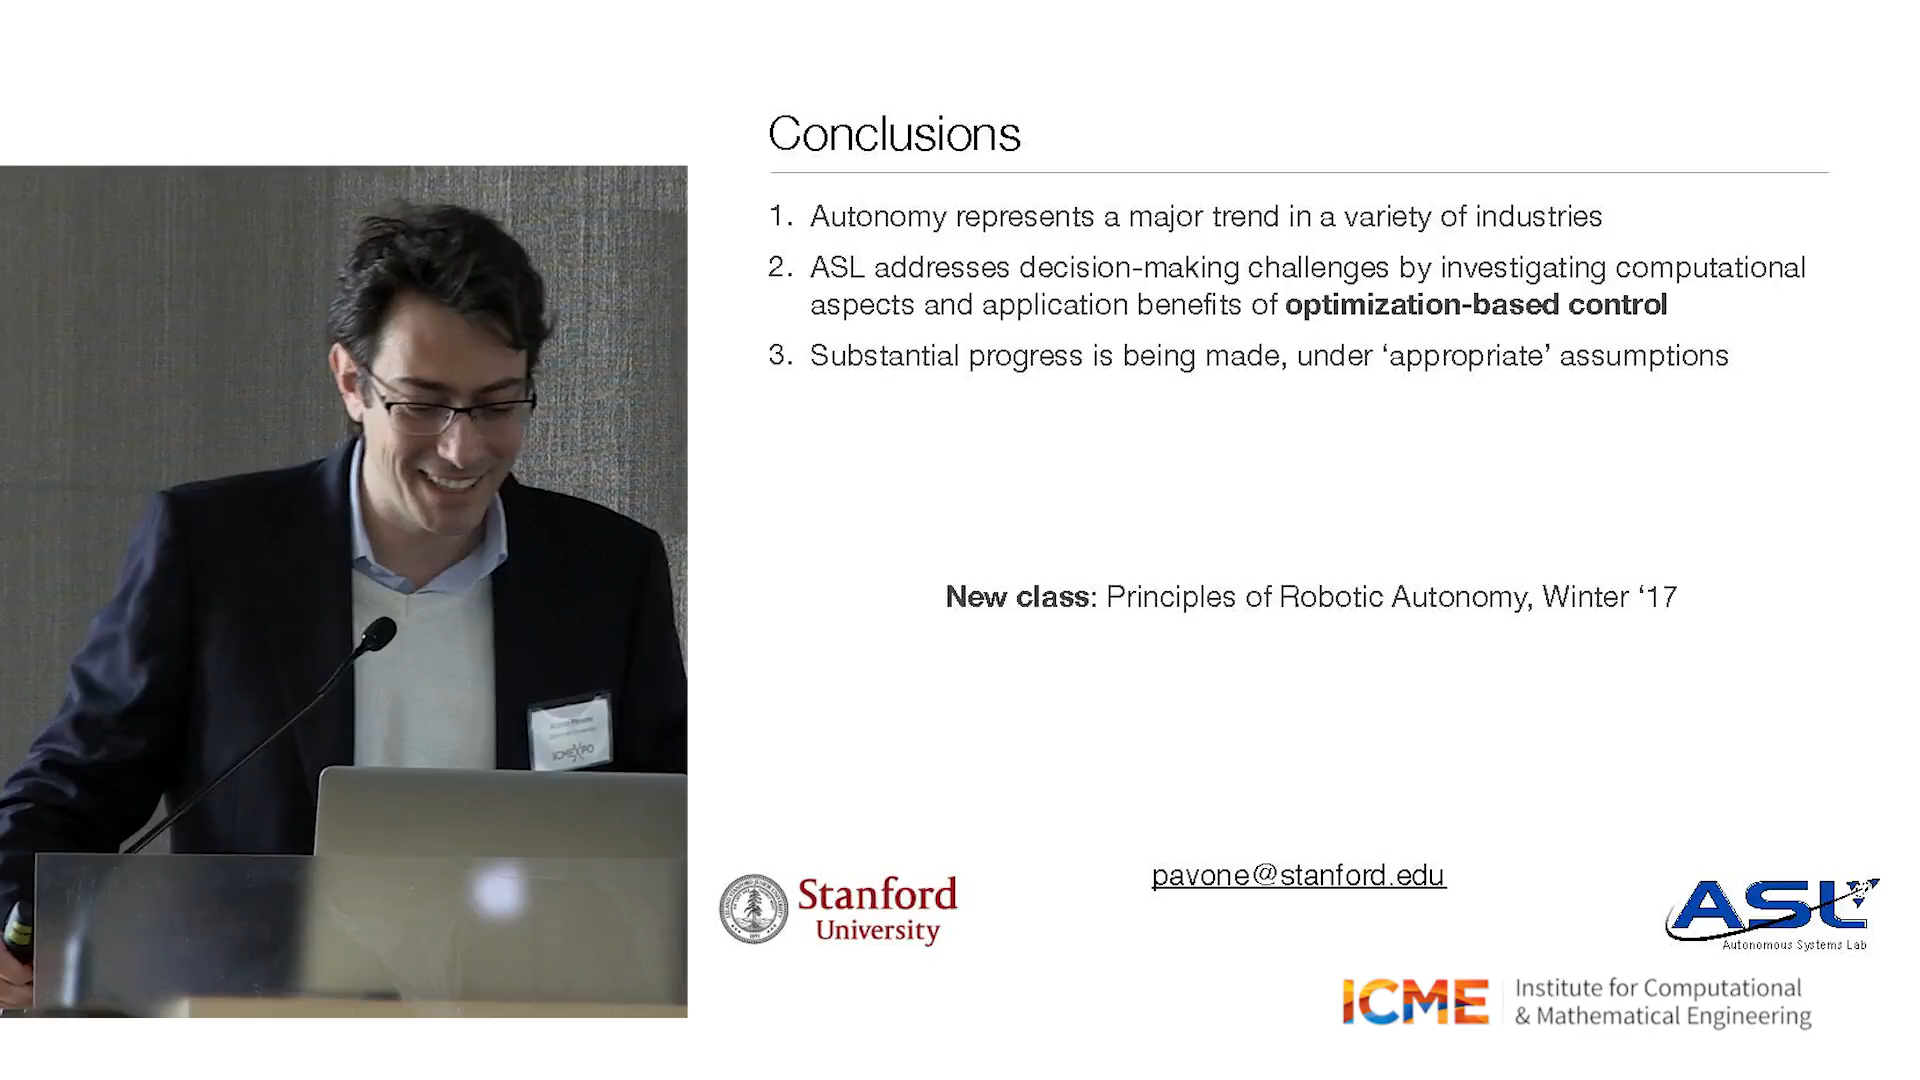 Conclusions
1. Autonomy represents a major trend in a variety of industries
2. ASL addresses decision-making challenges by investigating computational
aspects and application benefits of optimization-based control
3. Substantial progress is being made, under ‘appropriate’ assumptions
New class: Principles of Robotic Autonomy, Winter ‘17
ICMEXPO
pavone@stanford.edu
Stanford
University
ASL
Autonomous Systems Lab
ICME
Institute for Computational
& Mathematical Engineering